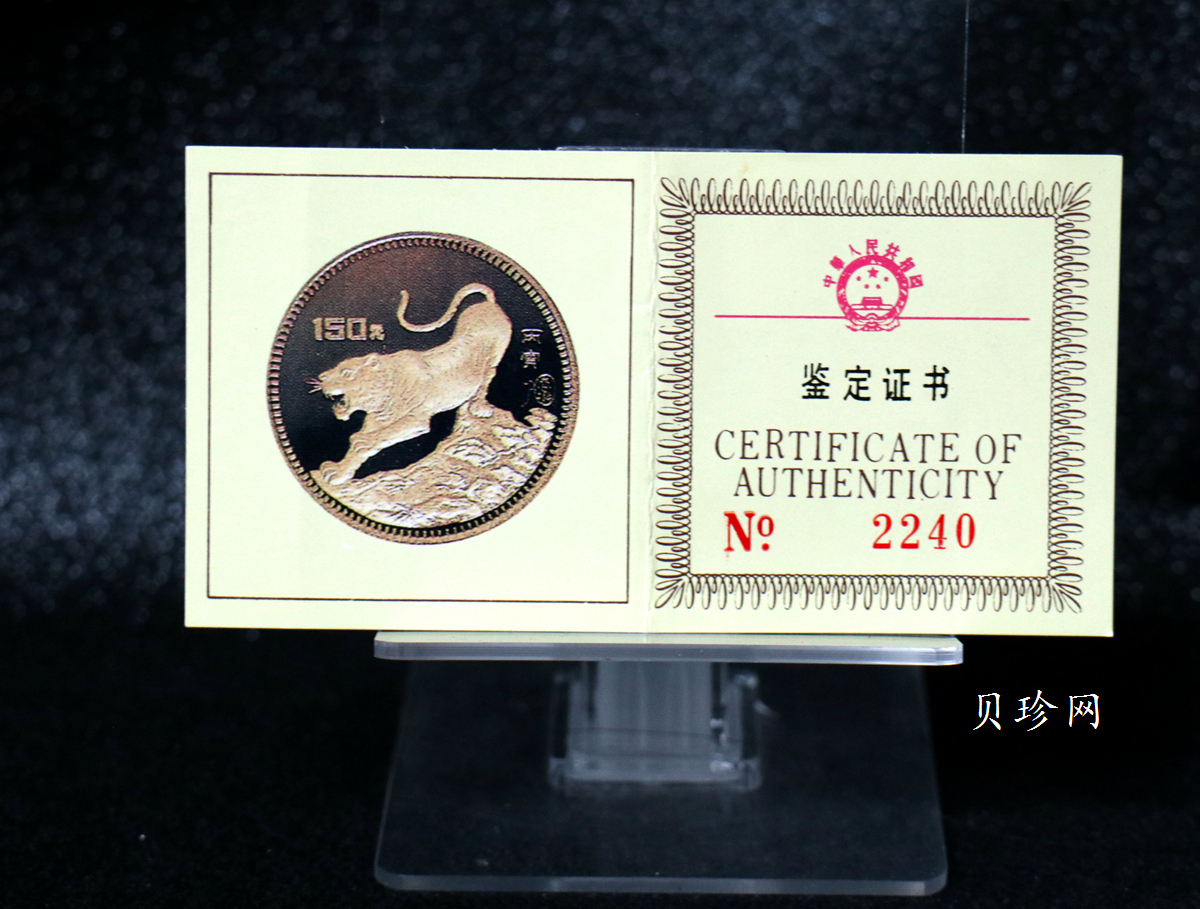 150元
丙寅
中華人民共和国
鉴定证书
CERTIFICATE OF
AUTHENTICITY
Nº 2240
贝珍网